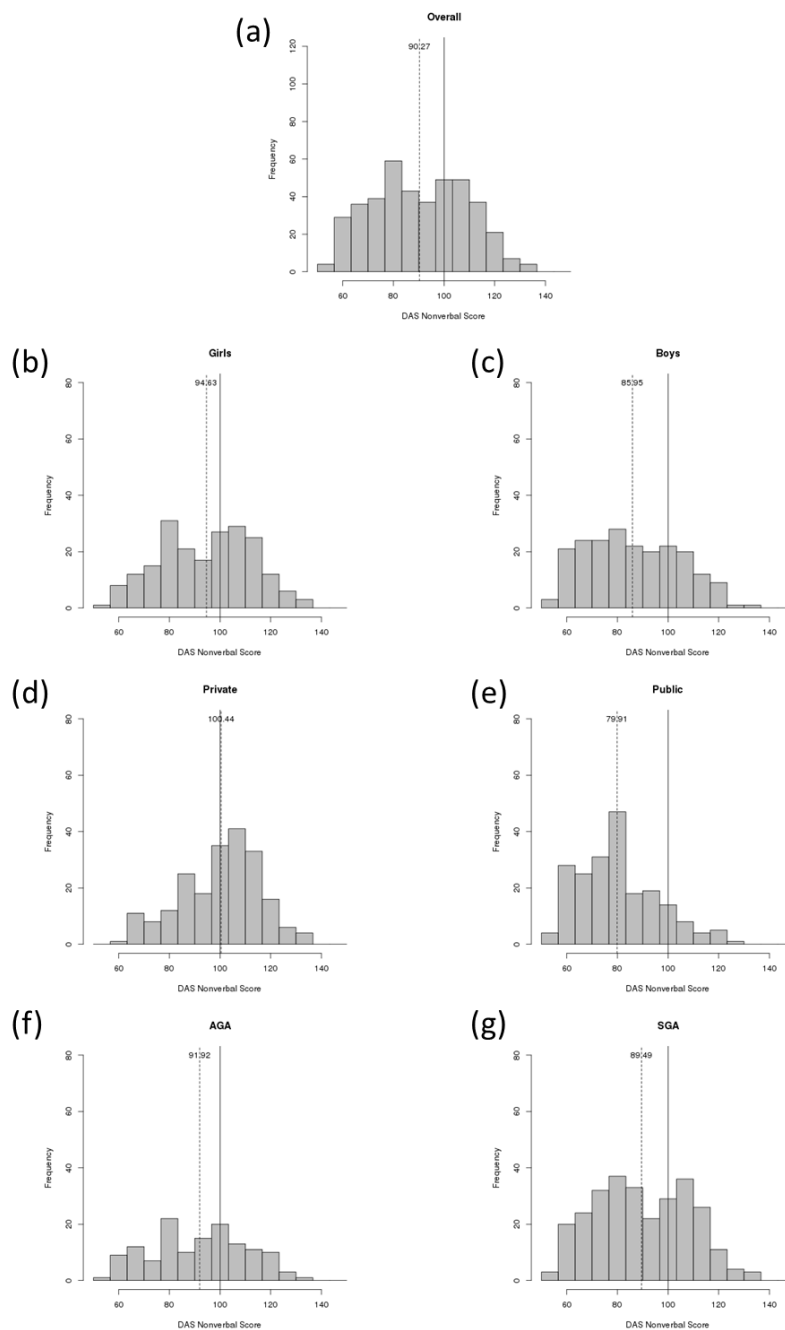 (a)
Overall
90.27
Frequency
0 20 40 60 80 100 120
60 80 100 120 140
DAS Nonverbal Score
(b)
Girls
94.63
Frequency
0 20 40 60 80
60 80 100 120 140
DAS Nonverbal Score
(c)
Boys
85.95
Frequency
0 20 40 60 80
60 80 100 120 140
DAS Nonverbal Score
(d)
Private
100.44
Frequency
0 20 40 60 80
60 80 100 120 140
DAS Nonverbal Score
(e)
Public
79.91
Frequency
0 20 40 60 80
60 80 100 120 140
DAS Nonverbal Score
(f)
AGA
91.92
Frequency
0 20 40 60 80
60 80 100 120 140
DAS Nonverbal Score
(g)
SGA
89.49
Frequency
0 20 40 60 80
60 80 100 120 140
DAS Nonverbal Score